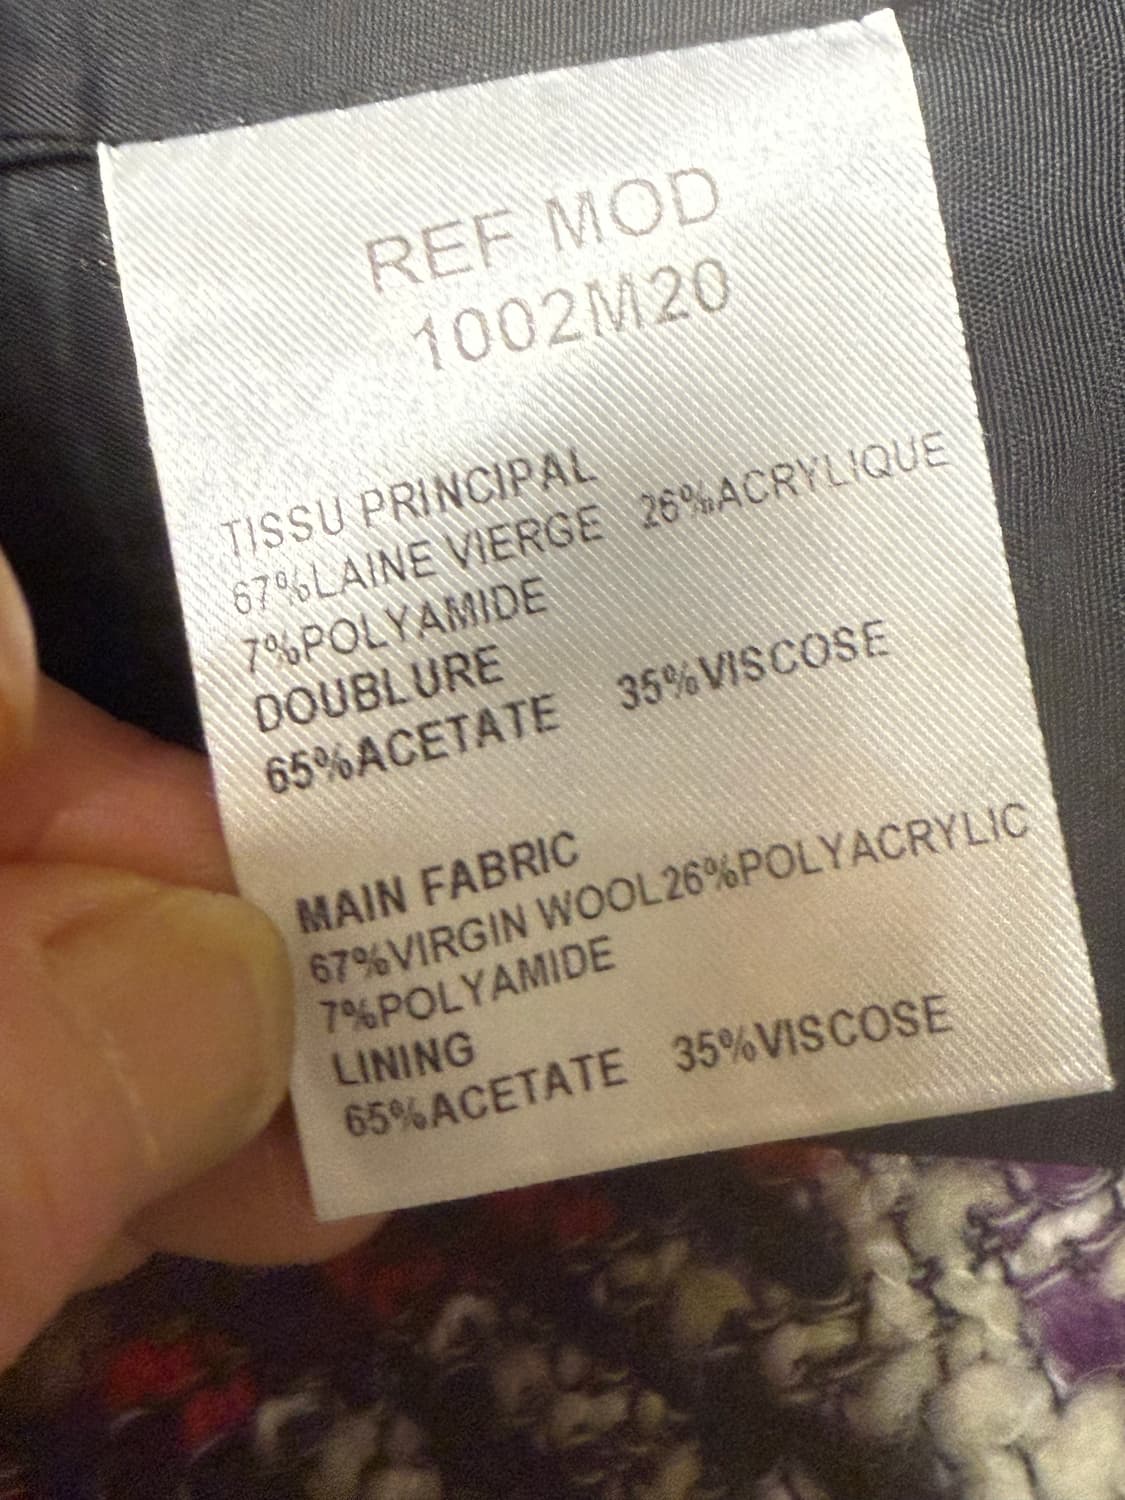 REF MOD
1002M20
TISSU PRINCIPAL
67%LAINE VIERGE 26%ACRYLIQUE
7%POLYAMIDE
DOUBLURE
65%ACETATE 35%VISCOSE
MAIN FABRIC
67%VIRGIN WOOL26%POLYACRYLIC
7%POLYAMIDE
LINING
65%ACETATE 35%VISCOSE